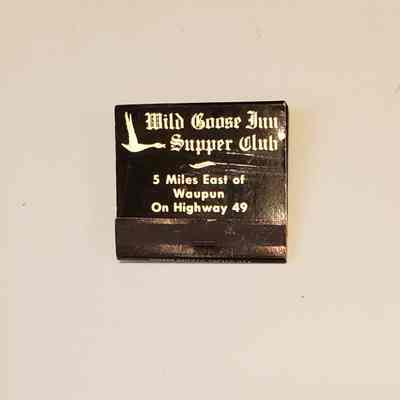 Wild Goose Inn
Supper Club
5 Miles East of
Waupun
On Highway 49